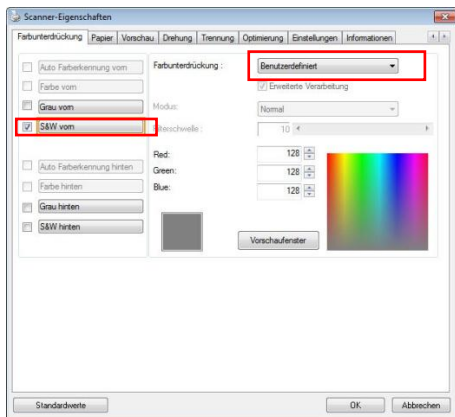 Scanner-Eigenschaften
Farbunterdrückung Papier Vorschau Drehung Trennung Optimierung Einstellungen Informationen
Auto Farberkennung vorn
Farbe vorn
Grau vorn
S&W vorn
Auto Farberkennung hinten
Farbe hinten
Grau hinten
S&W hinten
Farbunterdrückung : Benutzerdefiniert
Erweiterte Verarbeitung
Modus: Normal
Filterschwelle : 10
Red: 128
Green: 128
Blue: 128
Vorschaufenster
Standardwerte OK Abbrechen